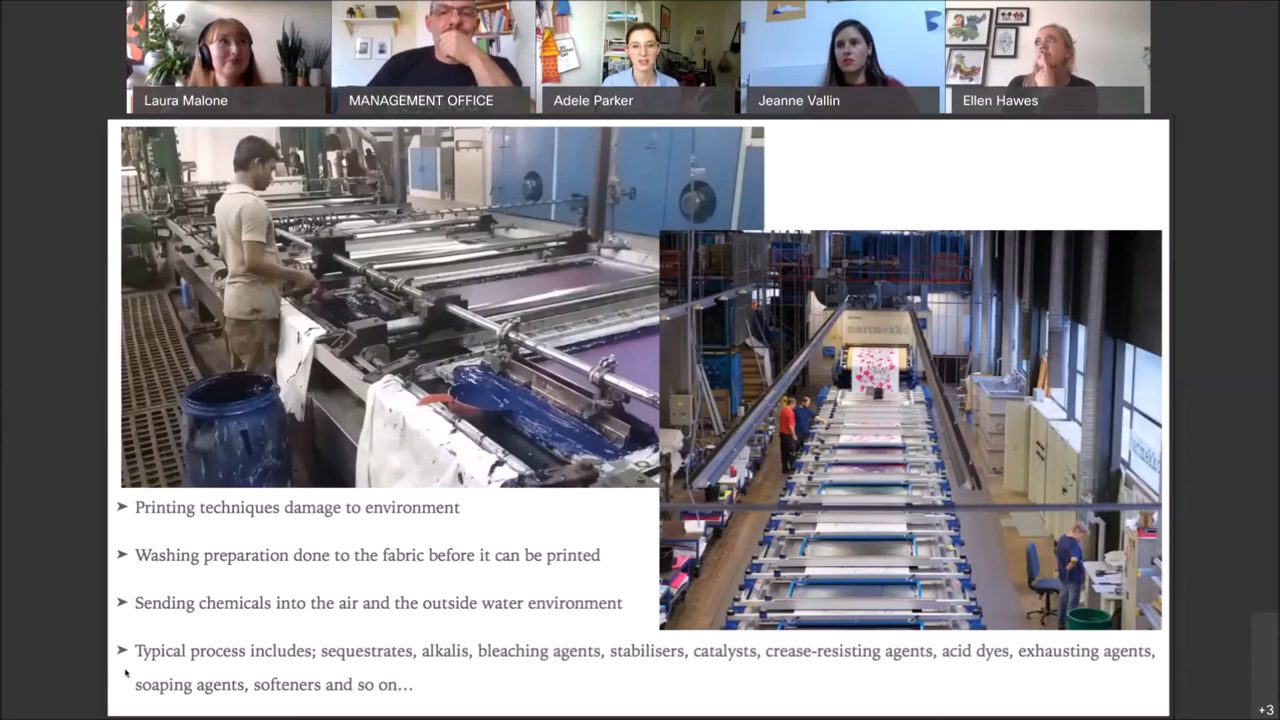 Laura Malone
MANAGEMENT OFFICE
Adele Parker
Jeanne Vallin
Ellen Hawes
marimekko
➤ Printing techniques damage to environment
➤ Washing preparation done to the fabric before it can be printed
➤ Sending chemicals into the air and the outside water environment
➤ Typical process includes; sequestrates, alkalis, bleaching agents, stabilisers, catalysts, crease-resisting agents, acid dyes, exhausting agents,
soaping agents, softeners and so on…
+3